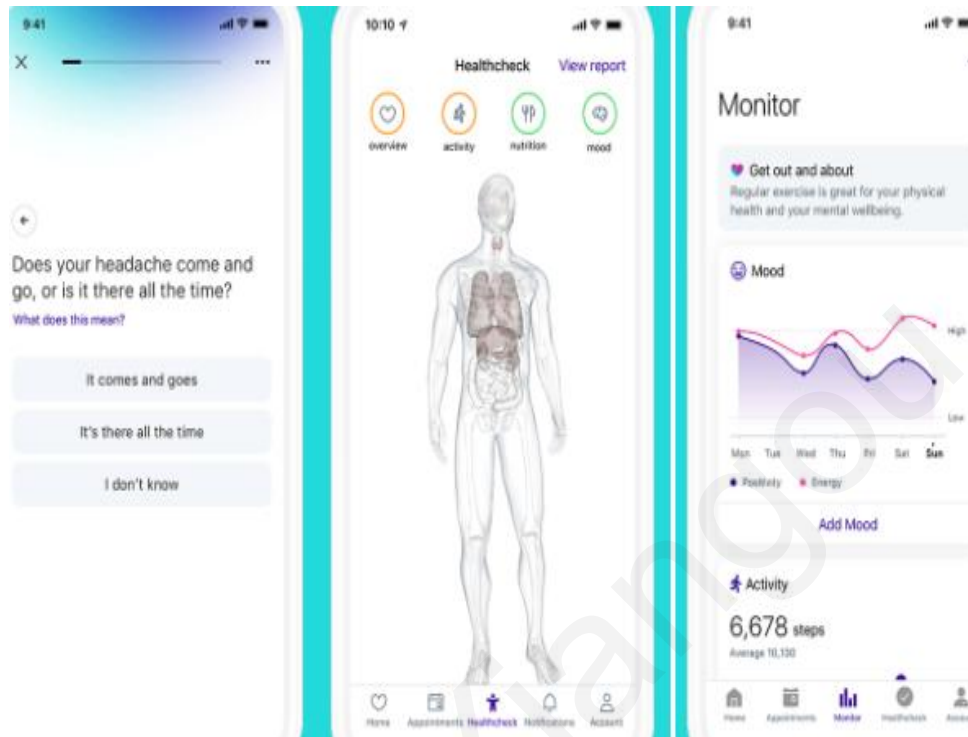 9:41
Does your headache come and
go, or is it there all the time?
What does this mean?
It comes and goes
It's there all the time
I don't know
10:10
Healthcheck
View report
overview
activity
nutrition
mood
Home
Appointments
Healthcheck
Notifications
Account
9:41
Monitor
Get out and about
Regular exercise is great for your physical
health and your mental wellbeing.
Mood
High
Low
Mon Tue Wed Thu Fri Sat Sun
Positivity Energy
Add Mood
Activity
6,678 steps
Average 10,100
Home
Appointments
Monitor
Healthcheck